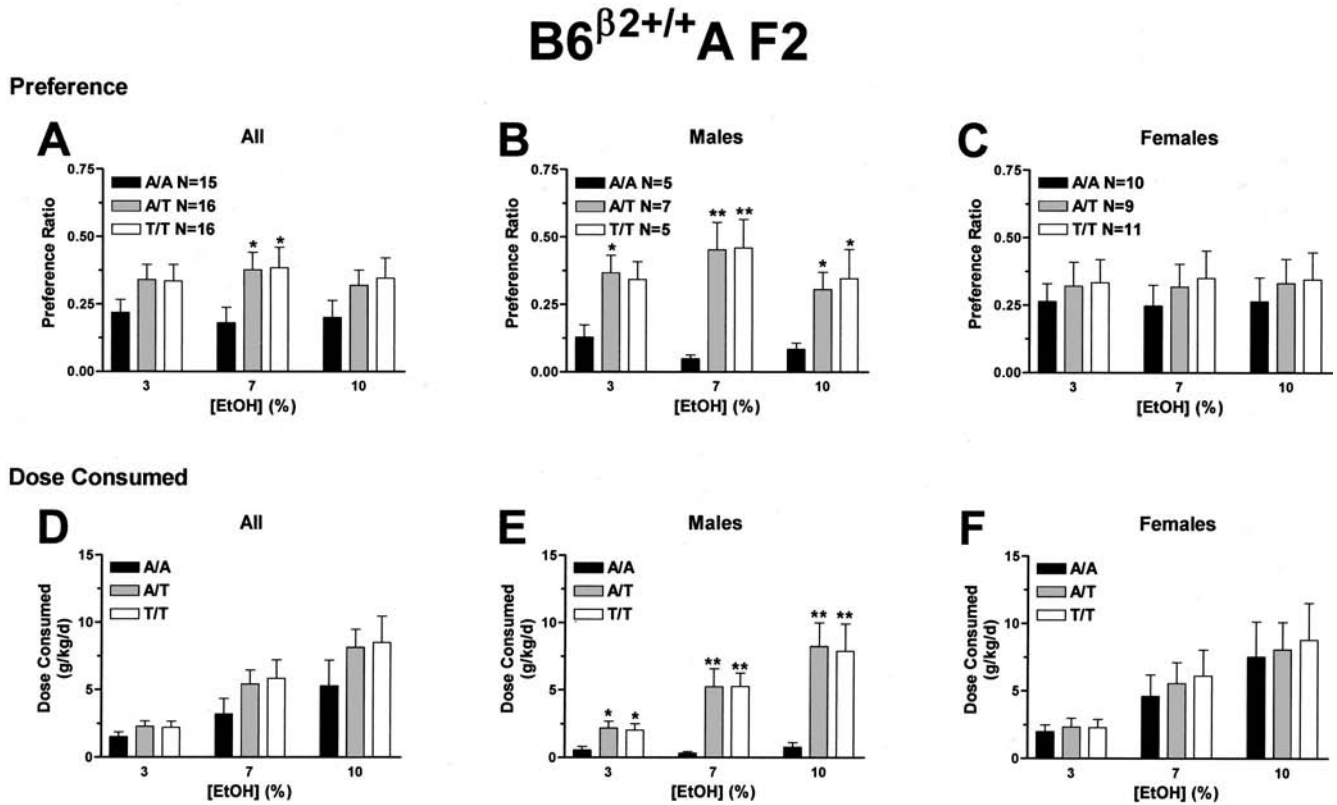 B6β2+/+A F2
Preference
A
All
Preference Ratio
0.75
0.50
0.25
0.00
A/A N=15
A/T N=16
T/T N=16
* *
3 7 10
[EtOH] (%)
B
Males
Preference Ratio
0.75
0.50
0.25
0.00
A/A N=5
A/T N=7
T/T N=5
* ** ** * *
3 7 10
[EtOH] (%)
C
Females
Preference Ratio
0.75
0.50
0.25
0.00
A/A N=10
A/T N=9
T/T N=11
3 7 10
[EtOH] (%)
Dose Consumed
D
All
Dose Consumed
(g/kg/d)
15
10
5
0
A/A
A/T
T/T
3 7 10
[EtOH] (%)
E
Males
Dose Consumed
(g/kg/d)
15
10
5
0
A/A
A/T
T/T
* * ** ** ** **
3 7 10
[EtOH] (%)
F
Females
Dose Consumed
(g/kg/d)
15
10
5
0
A/A
A/T
T/T
3 7 10
[EtOH] (%)